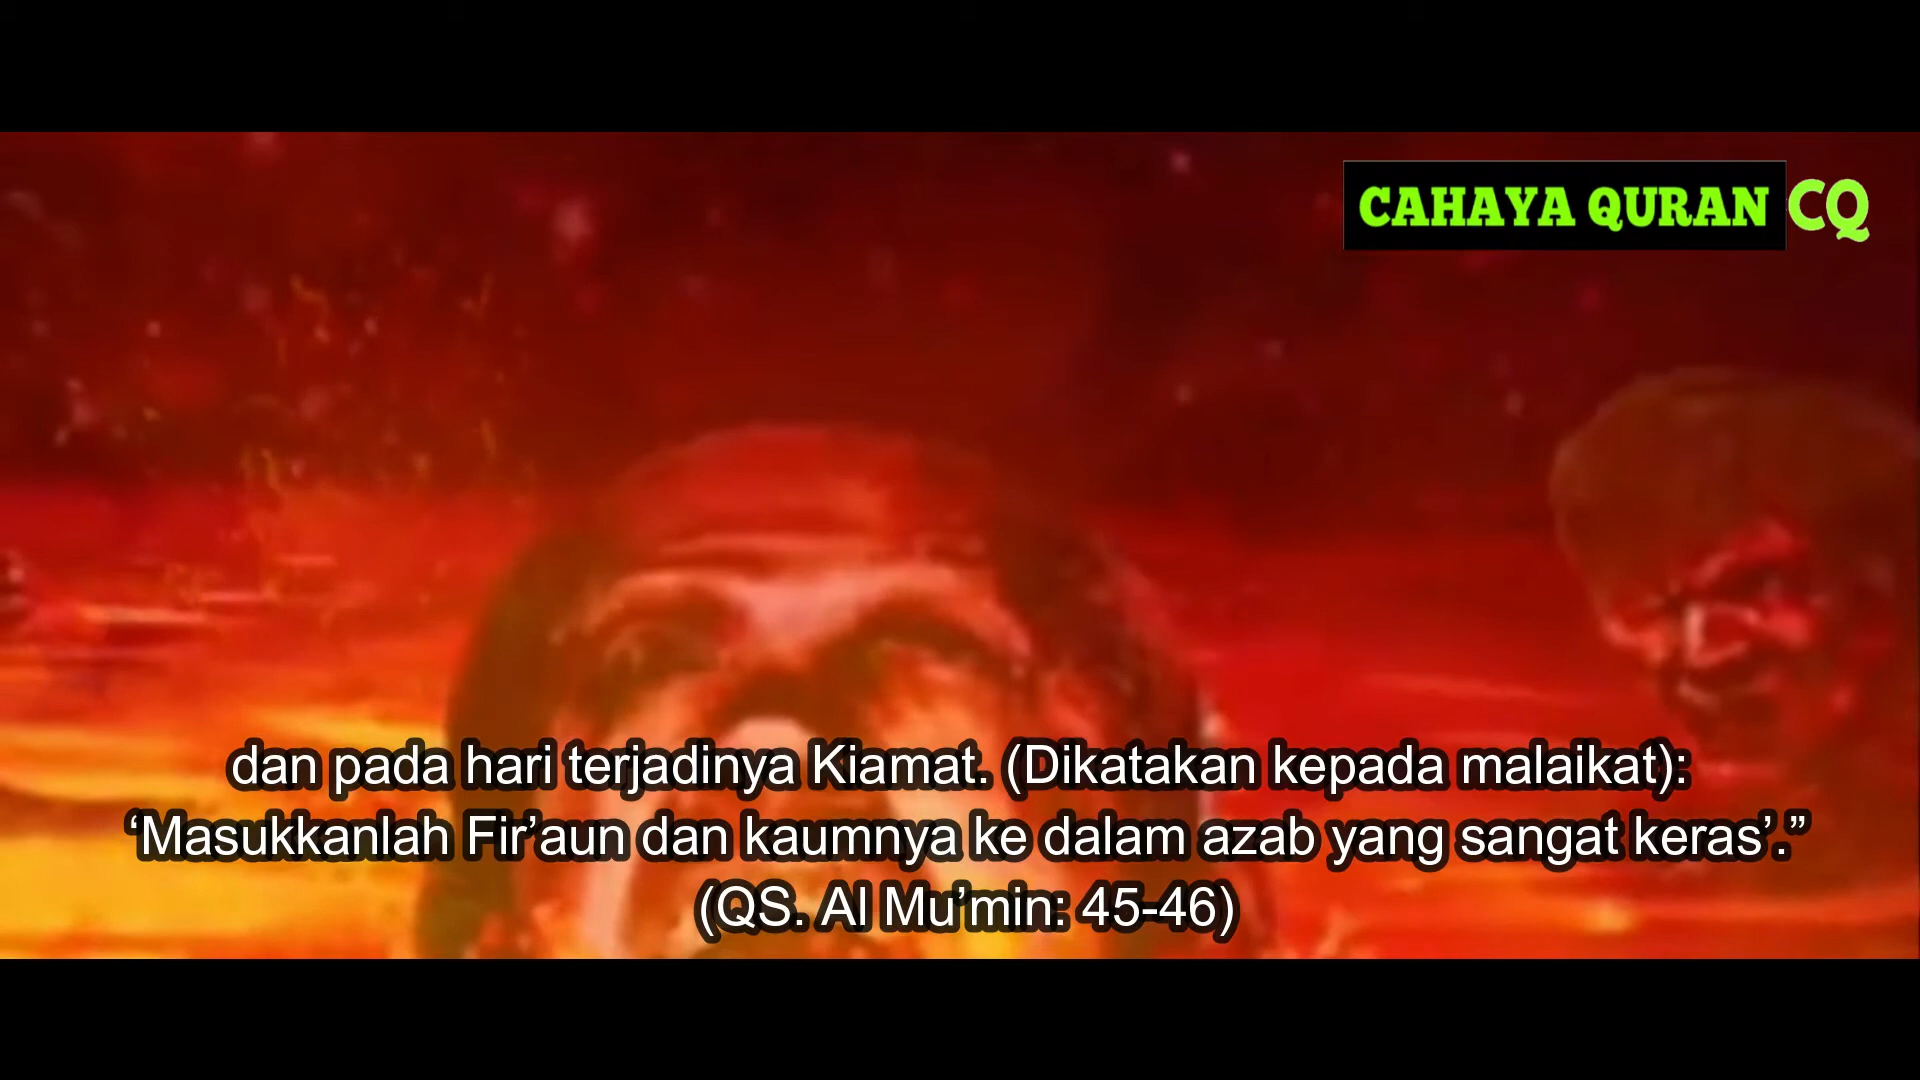 CAHAYA QURAN CQ
dan pada hari terjadinya Kiamat. (Dikatakan kepada malaikat):
‘Masukkanlah Fir’aun dan kaumnya ke dalam azab yang sangat keras’.”
(QS. Al Mu’min: 45-46)